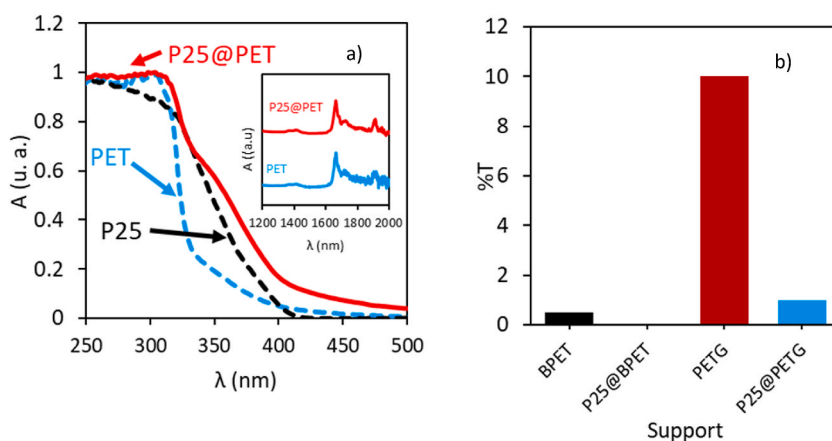 a)
P25@PET
PET
P25
A (u. a.)
1.2
1
0.8
0.6
0.4
0.2
0
250 300 350 400 450 500
λ (nm)
P25@PET
PET
A ((a.u)
1200 1400 1600 1800 2000
λ (nm)
b)
%T
12
10
8
6
4
2
0
BPET
P25@BPET
PETG
P25@PETG
Support